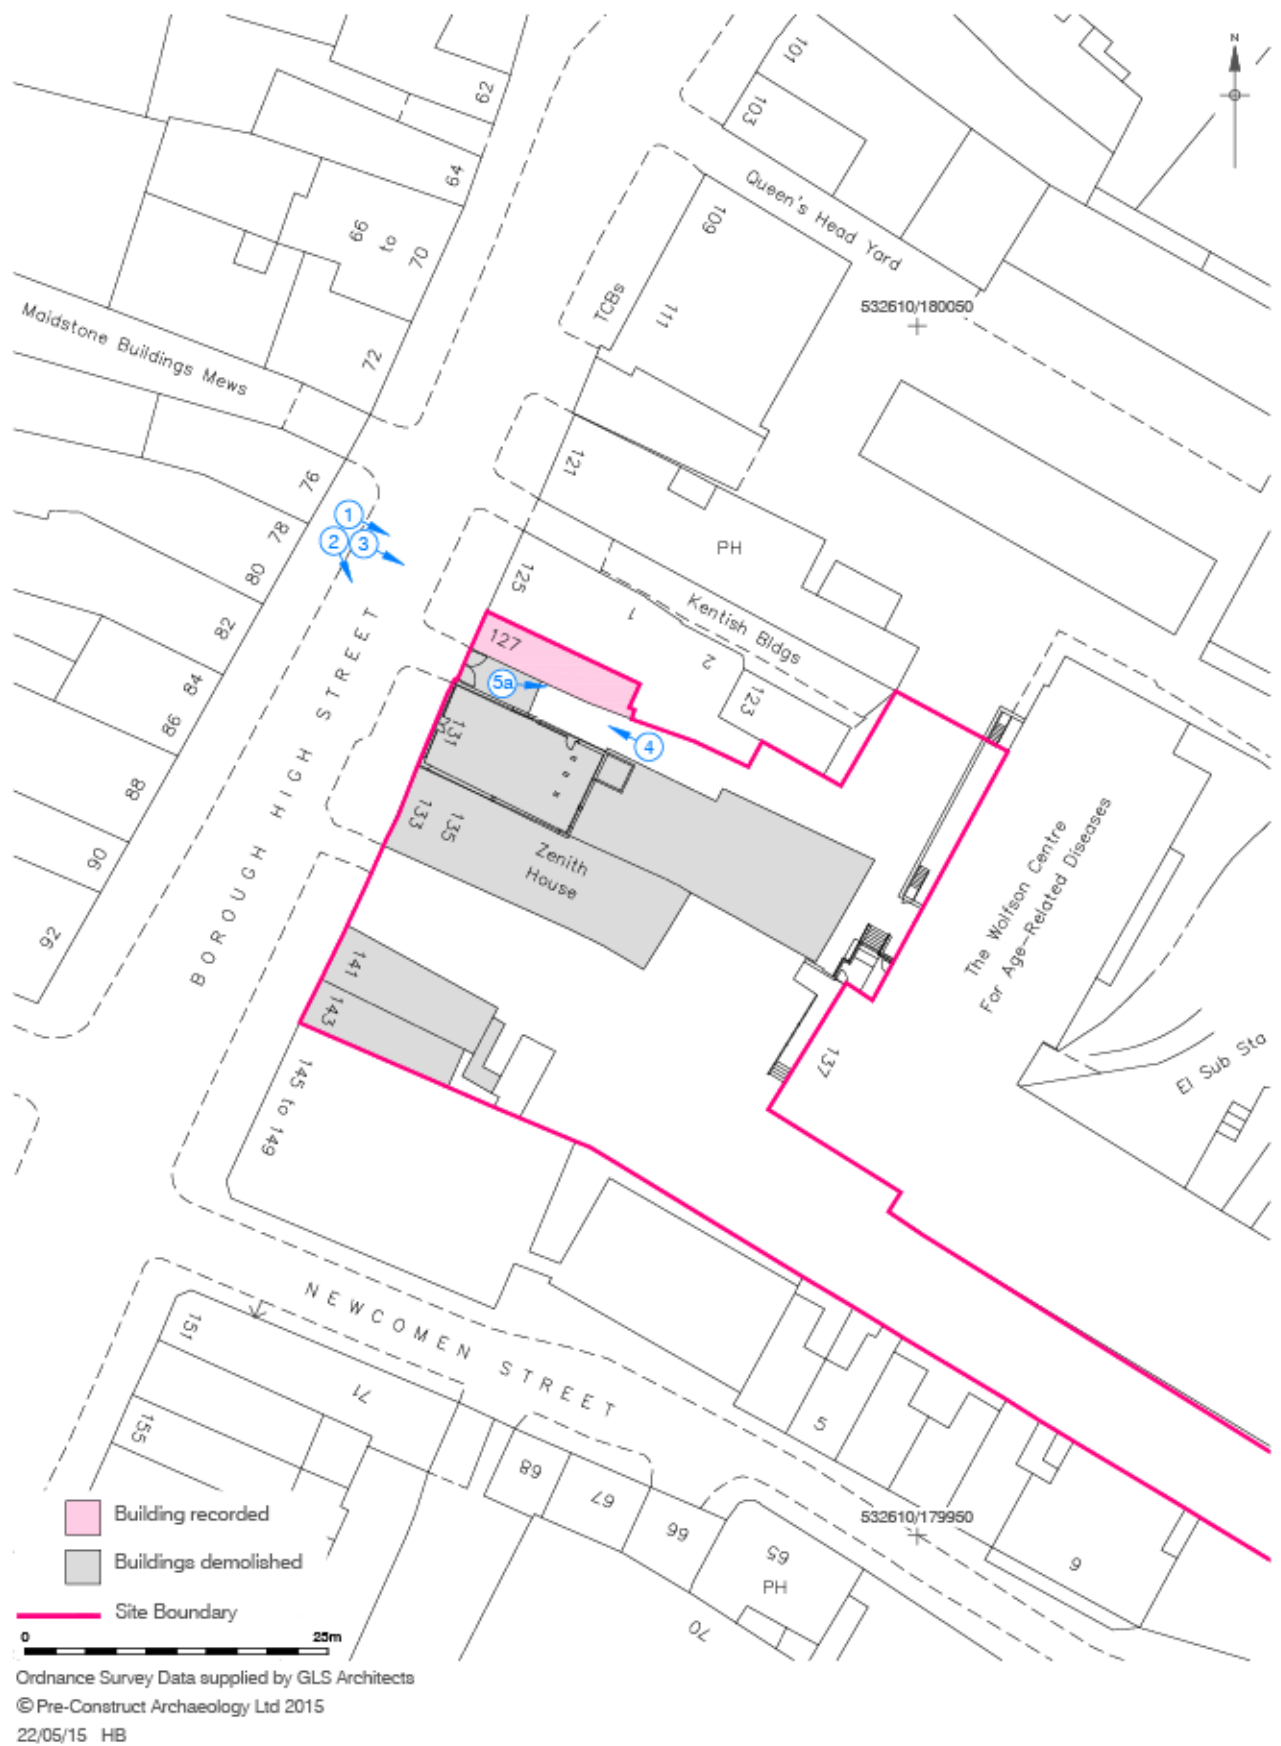 N
101
103
62
64
66
to
70
72
Queen's Head Yard
109
111
TCBs
532610/180050
Maidstone Buildings Mews
76
78
80
82
84
86
88
90
92
1
2
3
BOROUGH HIGH STREET
121
PH
125
1
2
Kentish Bldgs
123
127
5a
4
131
133
135
Zenith
House
The Wolfson Centre
For Age-Related Diseases
141
143
137
El Sub Sta
145 to 149
NEWCOMEN STREET
151
155
71
68
67
66
65
PH
70
5
6
532610/179950
Building recorded
Buildings demolished
Site Boundary
0 25m
Ordnance Survey Data supplied by GLS Architects
© Pre-Construct Archaeology Ltd 2015
22/05/15 HB